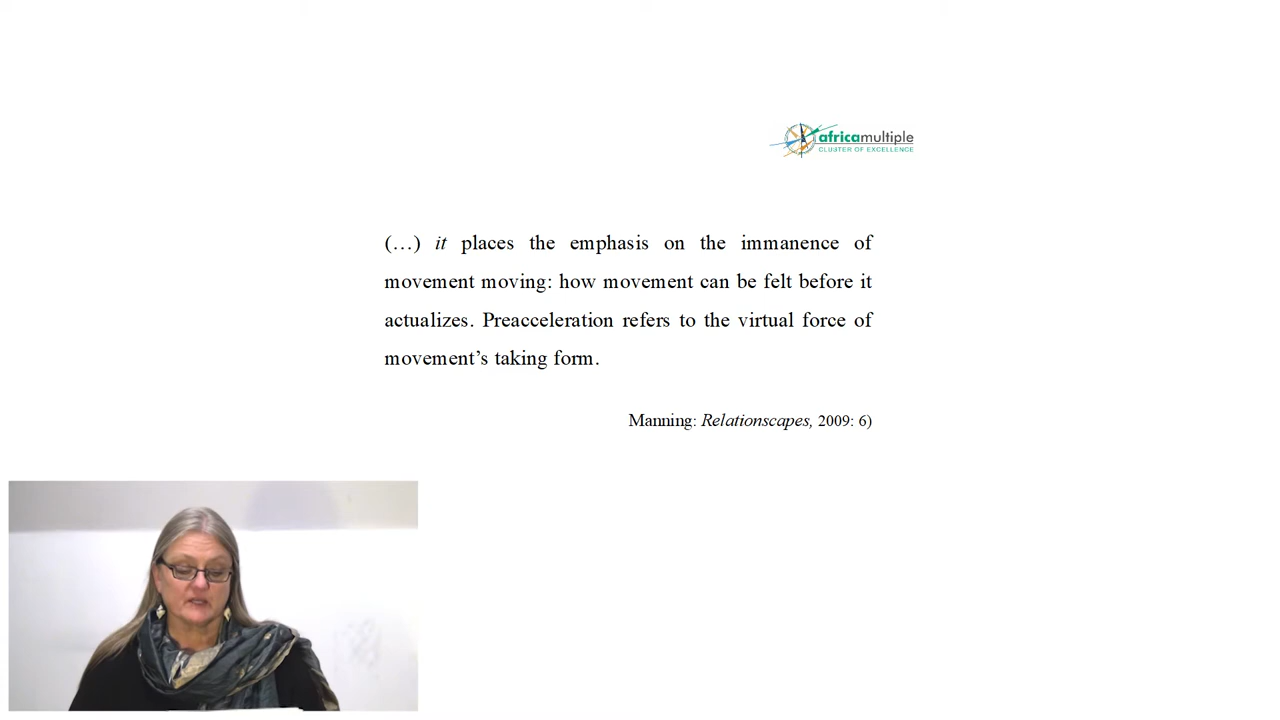 africamultiple
CLUSTER OF EXCELLENCE
(…) it places the emphasis on the immanence of
movement moving: how movement can be felt before it
actualizes. Preacceleration refers to the virtual force of
movement’s taking form.
Manning: Relationscapes, 2009: 6)